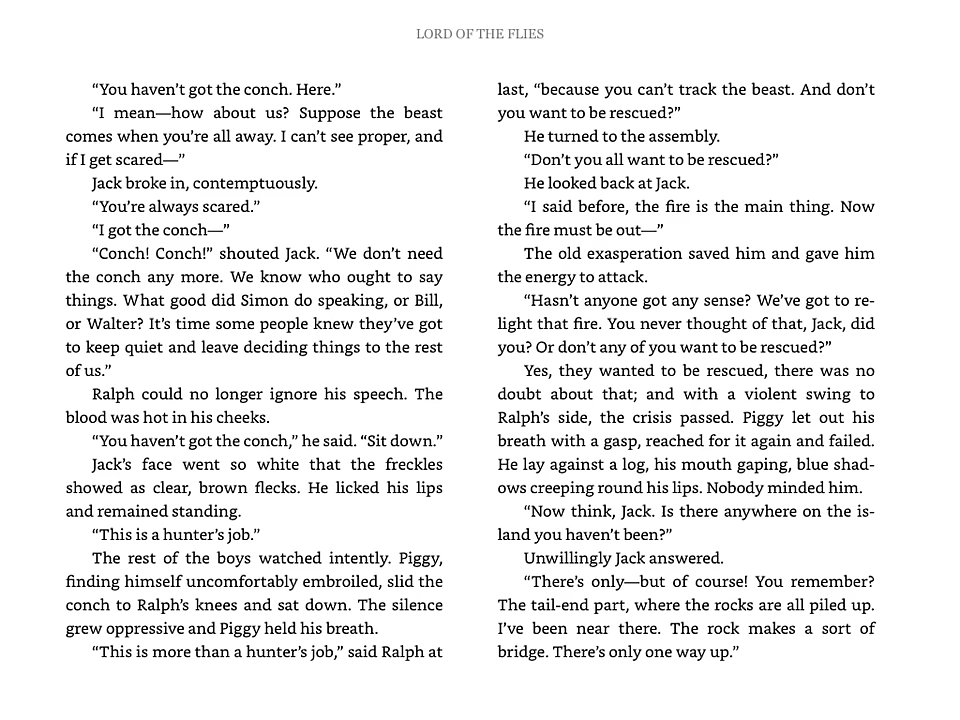 LORD OF THE FLIES
“You haven’t got the conch. Here.”
“I mean—how about us? Suppose the beast
comes when you’re all away. I can’t see proper, and
if I get scared—”
Jack broke in, contemptuously.
“You’re always scared.”
“I got the conch—”
“Conch! Conch!” shouted Jack. “We don’t need
the conch any more. We know who ought to say
things. What good did Simon do speaking, or Bill,
or Walter? It’s time some people knew they’ve got
to keep quiet and leave deciding things to the rest
of us.”
Ralph could no longer ignore his speech. The
blood was hot in his cheeks.
“You haven’t got the conch,” he said. “Sit down.”
Jack’s face went so white that the freckles
showed as clear, brown flecks. He licked his lips
and remained standing.
“This is a hunter’s job.”
The rest of the boys watched intently. Piggy,
finding himself uncomfortably embroiled, slid the
conch to Ralph’s knees and sat down. The silence
grew oppressive and Piggy held his breath.
“This is more than a hunter’s job,” said Ralph at
last, “because you can’t track the beast. And don’t
you want to be rescued?”
He turned to the assembly.
“Don’t you all want to be rescued?”
He looked back at Jack.
“I said before, the fire is the main thing. Now
the fire must be out—”
The old exasperation saved him and gave him
the energy to attack.
“Hasn’t anyone got any sense? We’ve got to re-
light that fire. You never thought of that, Jack, did
you? Or don’t any of you want to be rescued?”
Yes, they wanted to be rescued, there was no
doubt about that; and with a violent swing to
Ralph’s side, the crisis passed. Piggy let out his
breath with a gasp, reached for it again and failed.
He lay against a log, his mouth gaping, blue shad-
ows creeping round his lips. Nobody minded him.
“Now think, Jack. Is there anywhere on the is-
land you haven’t been?”
Unwillingly Jack answered.
“There’s only—but of course! You remember?
The tail-end part, where the rocks are all piled up.
I’ve been near there. The rock makes a sort of
bridge. There’s only one way up.”